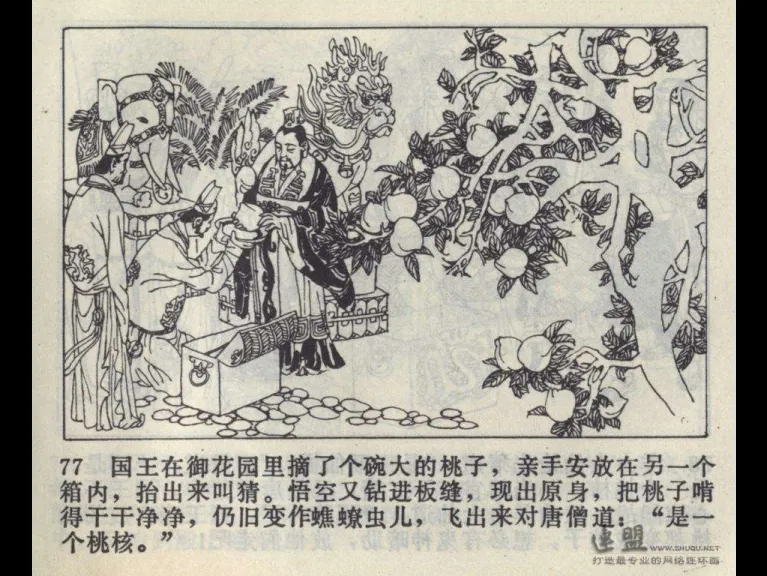 77 国王在御花园里摘了个碗大的桃子，亲手安放在另一个
箱内，抬出来叫猜。悟空又钻进板缝，现出原身，把桃子啃
得干干净净，仍旧变作蟭蟟虫儿，飞出来对唐僧道：“是一
个桃核。”
连盟 WWW.SHUQU.NET
打造最专业的网络连环画